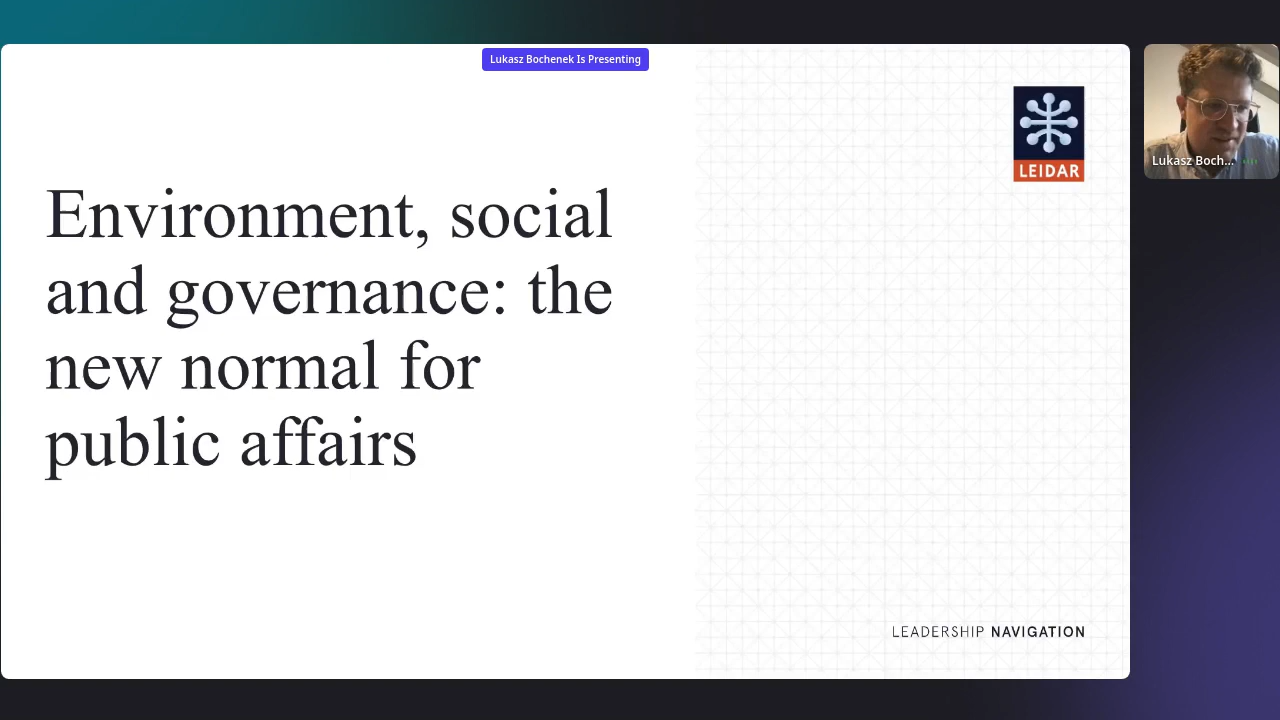 Lukasz Bochenek Is Presenting
LEIDAR
Lukasz Boch...
Environment, social
and governance: the
new normal for
public affairs
LEADERSHIP NAVIGATION